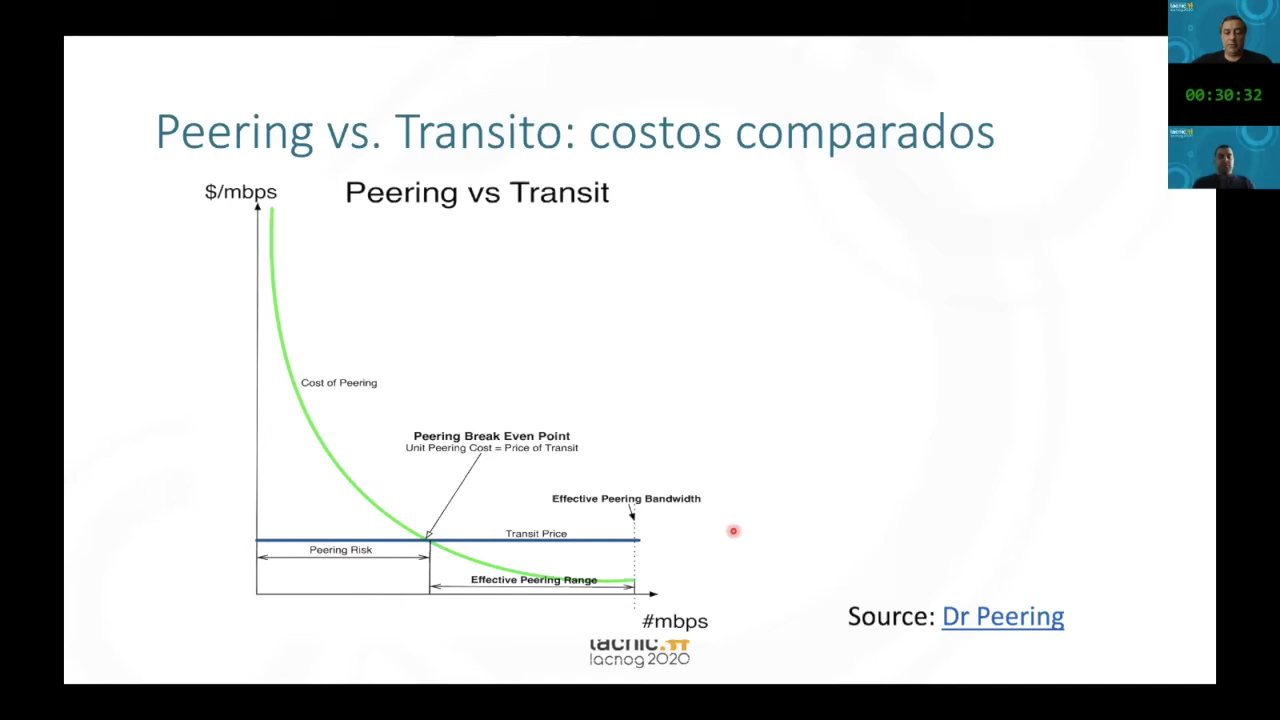 Peering vs. Transito: costos comparados
$/mbps
Peering vs Transit
Cost of Peering
Peering Break Even Point
Unit Peering Cost = Price of Transit
Effective Peering Bandwidth
Transit Price
Peering Risk
Effective Peering Range
#mbps
Source: Dr Peering
lacnic
lacnog2020
00:30:32